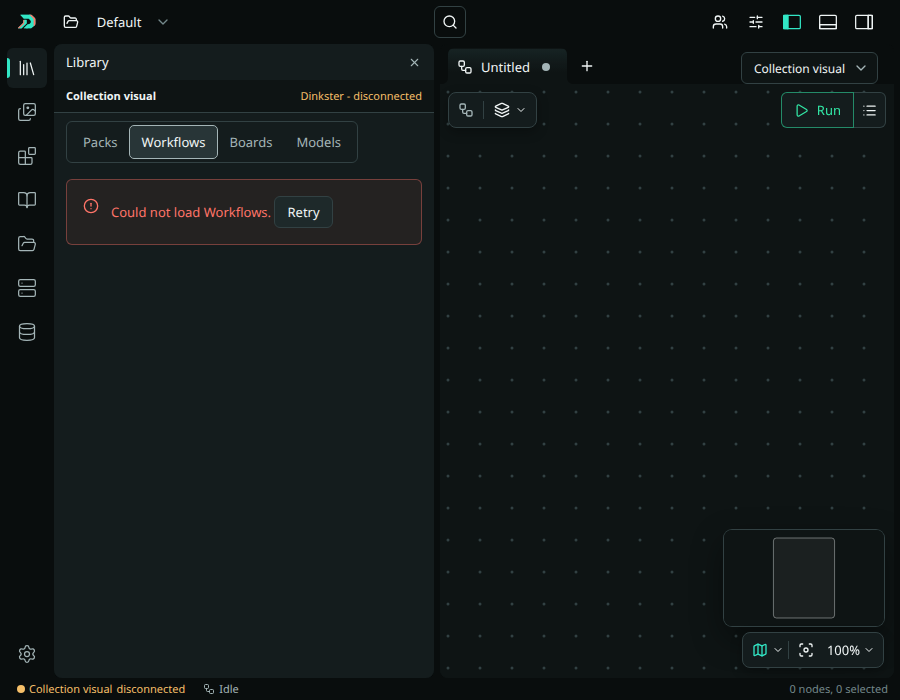 Default
Library
Collection visual
Dinkster - disconnected
Packs
Workflows
Boards
Models
Could not load Workflows.
Retry
Untitled
Collection visual
Run
100%
Collection visual disconnected
Idle
0 nodes, 0 selected